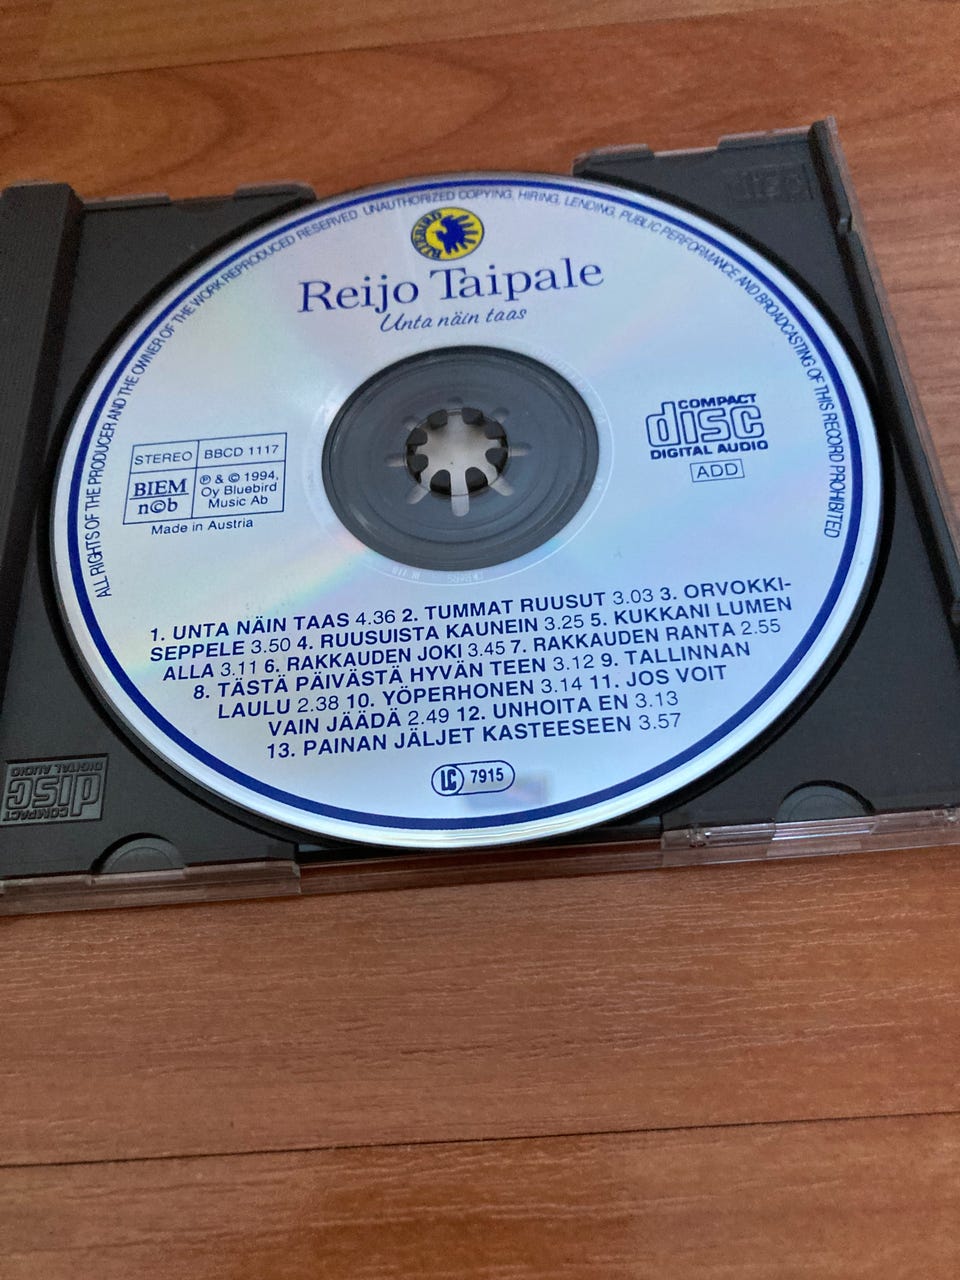 ALL RIGHTS OF THE PRODUCER AND THE OWNER OF THE WORK REPRODUCED RESERVED. UNAUTHORIZED COPYING, HIRING, LENDING, PUBLIC PERFORMANCE AND BROADCASTING OF THIS RECORD PROHIBITED
BLUEBIRD
Reijo Taipale
Unta näin taas
STEREO BBCD 1117
BIEM
n©b
℗ & © 1994,
Oy Bluebird
Music Ab
Made in Austria
COMPACT
disc
DIGITAL AUDIO
ADD
1. UNTA NÄIN TAAS 4.36 2. TUMMAT RUUSUT 3.03 3. ORVOKKI-
SEPPELE 3.50 4. RUUSUISTA KAUNEIN 3.25 5. KUKKANI LUMEN
ALLA 3.11 6. RAKKAUDEN JOKI 3.45 7. RAKKAUDEN RANTA 2.55
8. TÄSTÄ PÄIVÄSTÄ HYVÄN TEEN 3.12 9. TALLINNAN
LAULU 2.38 10. YÖPERHONEN 3.14 11. JOS VOIT
VAIN JÄÄDÄ 2.49 12. UNHOITA EN 3.13
13. PAINAN JÄLJET KASTEESEEN 3.57
LC 7915
COMPACT
disc
DIGITAL AUDIO